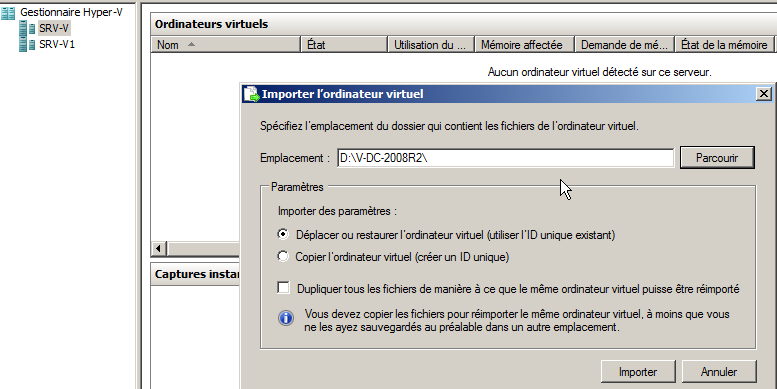 Gestionnaire Hyper-V
SRV-V
SRV-V1
Ordinateurs virtuels
Nom État Utilisation du ... Mémoire affectée Demande de mé... État de la mémoire
Aucun ordinateur virtuel détecté sur ce serveur.
Importer l'ordinateur virtuel
Spécifiez l'emplacement du dossier qui contient les fichiers de l'ordinateur virtuel.
Emplacement : D:\V-DC-2008R2\ Parcourir
Paramètres
Importer des paramètres :
Déplacer ou restaurer l'ordinateur virtuel (utiliser l'ID unique existant)
Copier l'ordinateur virtuel (créer un ID unique)
Dupliquer tous les fichiers de manière à ce que le même ordinateur virtuel puisse être réimporté
Vous devez copier les fichiers pour réimporter le même ordinateur virtuel, à moins que vous
ne les ayez sauvegardés au préalable dans un autre emplacement.
Captures instan
Importer Annuler